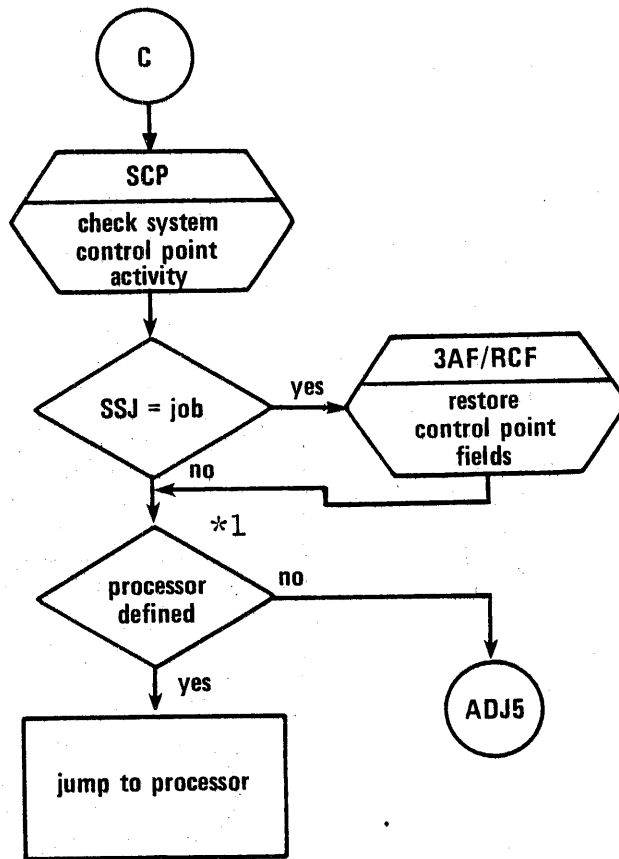 C
SCP
check system
control point
activity
SSJ = job
yes
3AF/RCF
restore
control point
fields
no
*1
processor
defined
no
yes
ADJ5
jump to processor